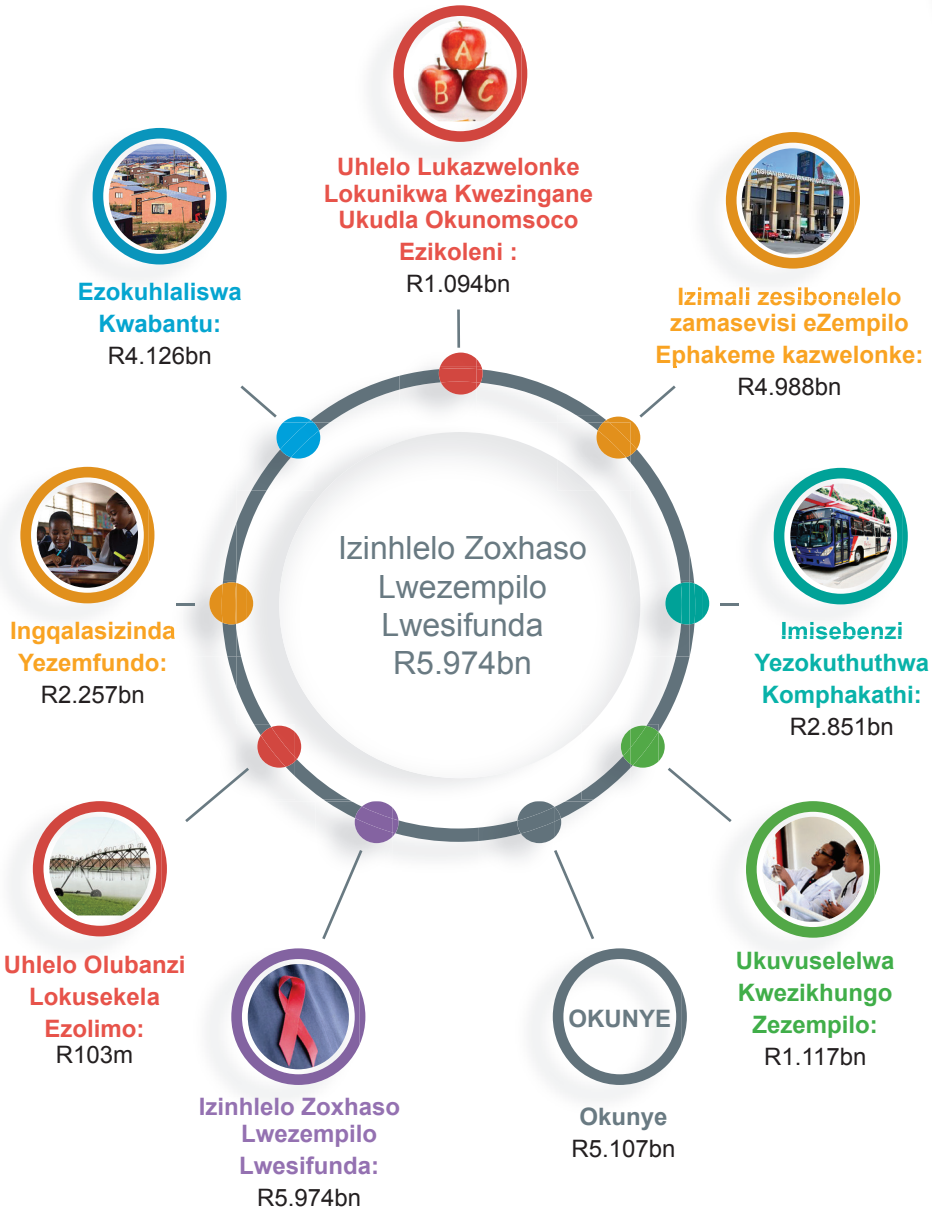 A
B C
Uhlelo Lukazwelonke
Lokunikwa Kwezingane
Ukudla Okunomsoco
Ezikoleni :
R1.094bn
Izimali zesibonelelo
zamasevisi eZempilo
Ephakeme kazwelonke:
R4.988bn
Imisebenzi
Yezokuthuthwa
Komphakathi:
R2.851bn
Ukuvuselelwa
Kwezikhungo
Zezempilo:
R1.117bn
OKUNYE
Okunye
R5.107bn
Izinhlelo Zoxhaso
Lwezempilo
Lwesifunda:
R5.974bn
Uhlelo Olubanzi
Lokusekela
Ezolimo:
R103m
Ingqalasizinda
Yezemfundo:
R2.257bn
Ezokuhlaliswa
Kwabantu:
R4.126bn
Izinhlelo Zoxhaso
Lwezempilo
Lwesifunda
R5.974bn